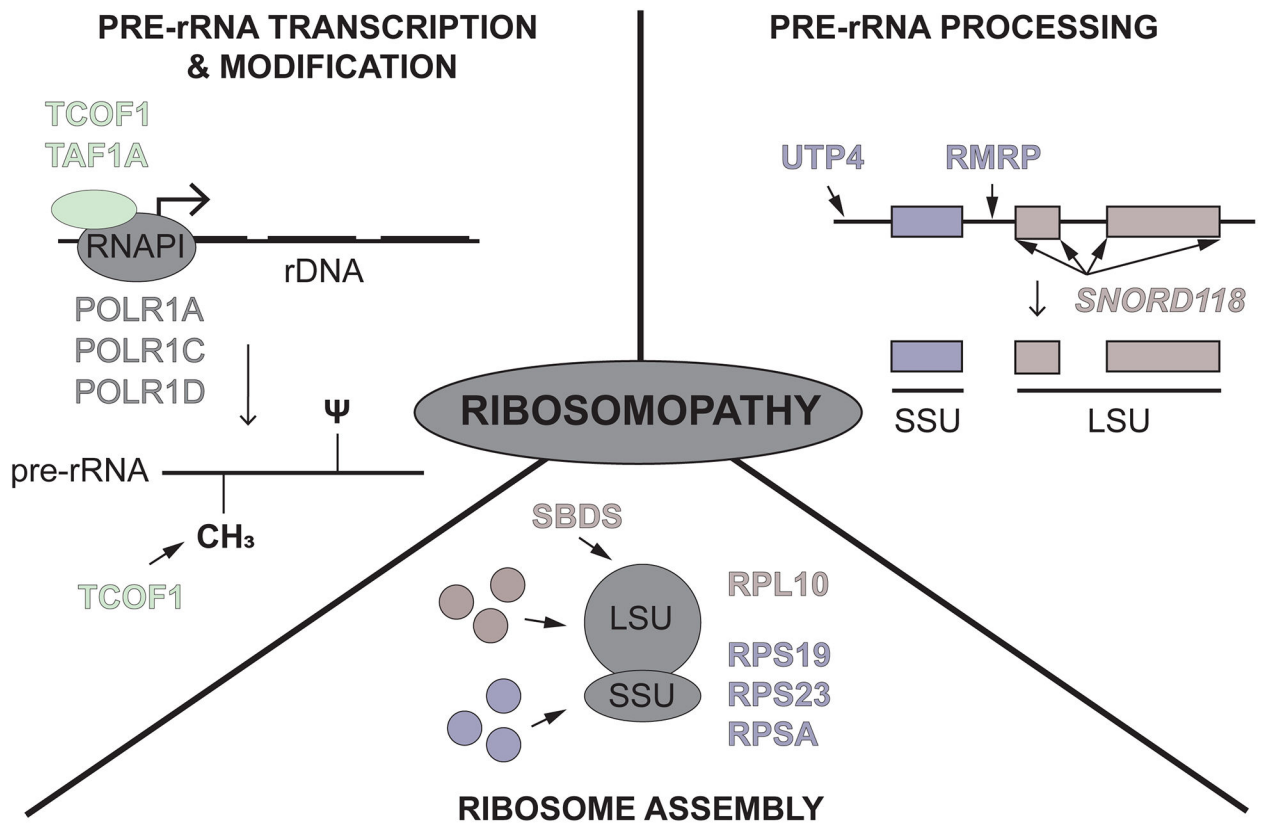 PRE-rRNA TRANSCRIPTION
& MODIFICATION
TCOF1
TAF1A
RNAPI
rDNA
POLR1A
POLR1C
POLR1D
Ψ
pre-rRNA
CH₃
TCOF1
PRE-rRNA PROCESSING
UTP4
RMRP
SNORD118
SSU
LSU
RIBOSOMOPATHY
SBDS
LSU
SSU
RPL10
RPS19
RPS23
RPSA
RIBOSOME ASSEMBLY